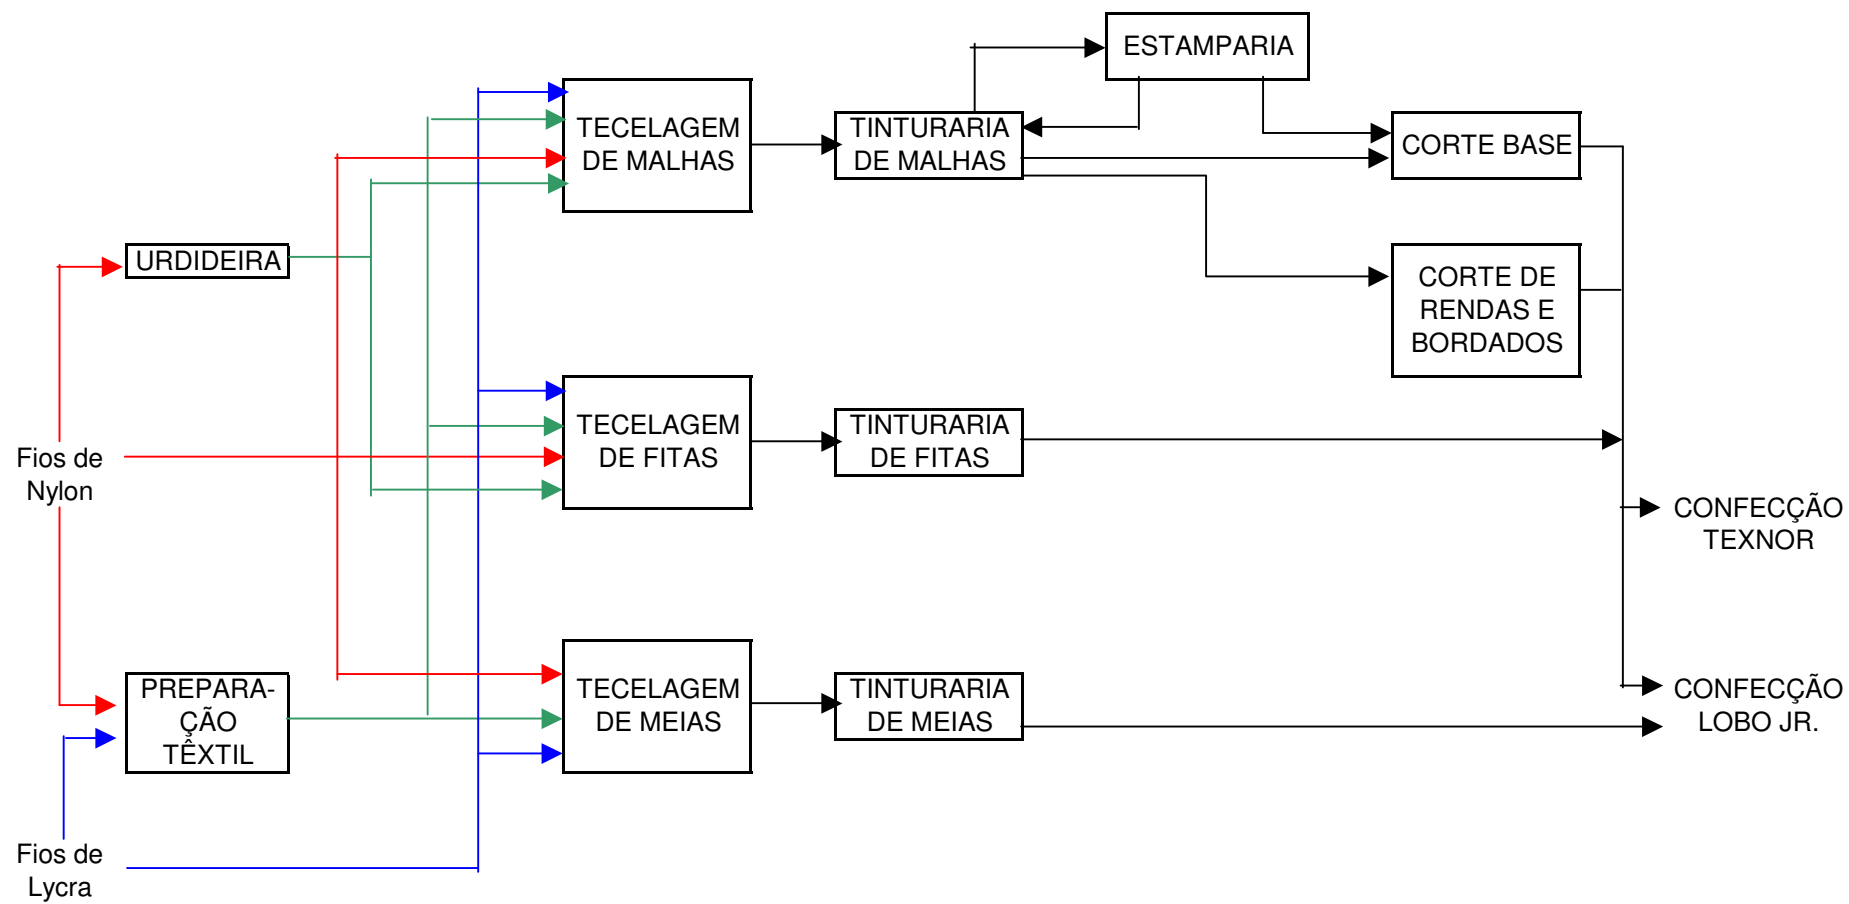 ESTAMPARIA
TECELAGEM
DE MALHAS
TINTURARIA
DE MALHAS
CORTE BASE
URDIDEIRA
CORTE DE
RENDAS E
BORDADOS
TECELAGEM
DE FITAS
TINTURARIA
DE FITAS
Fios de
Nylon
CONFECÇÃO
TEXNOR
PREPARA-
ÇÃO
TÊXTIL
TECELAGEM
DE MEIAS
TINTURARIA
DE MEIAS
CONFECÇÃO
LOBO JR.
Fios de
Lycra